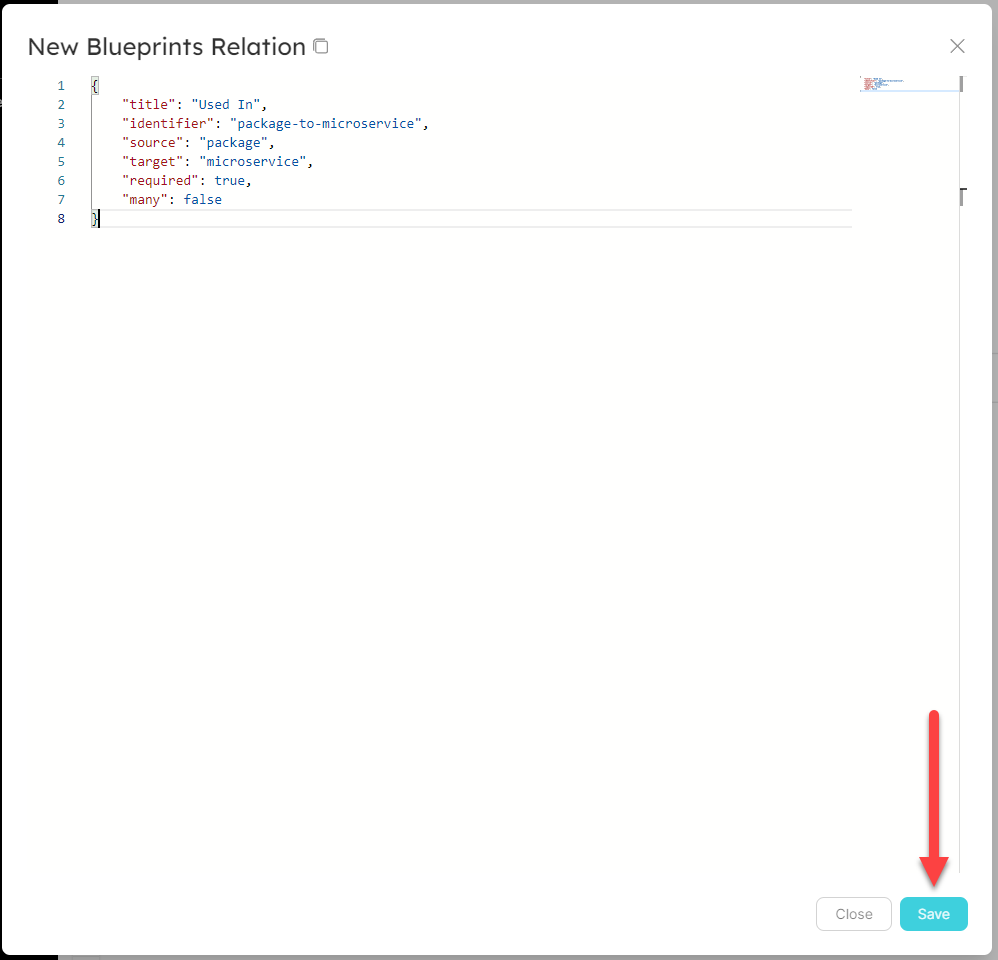 New Blueprints Relation
1 {
2 "title": "Used In",
3 "identifier": "package-to-microservice",
4 "source": "package",
5 "target": "microservice",
6 "required": true,
7 "many": false
8 }
Close Save